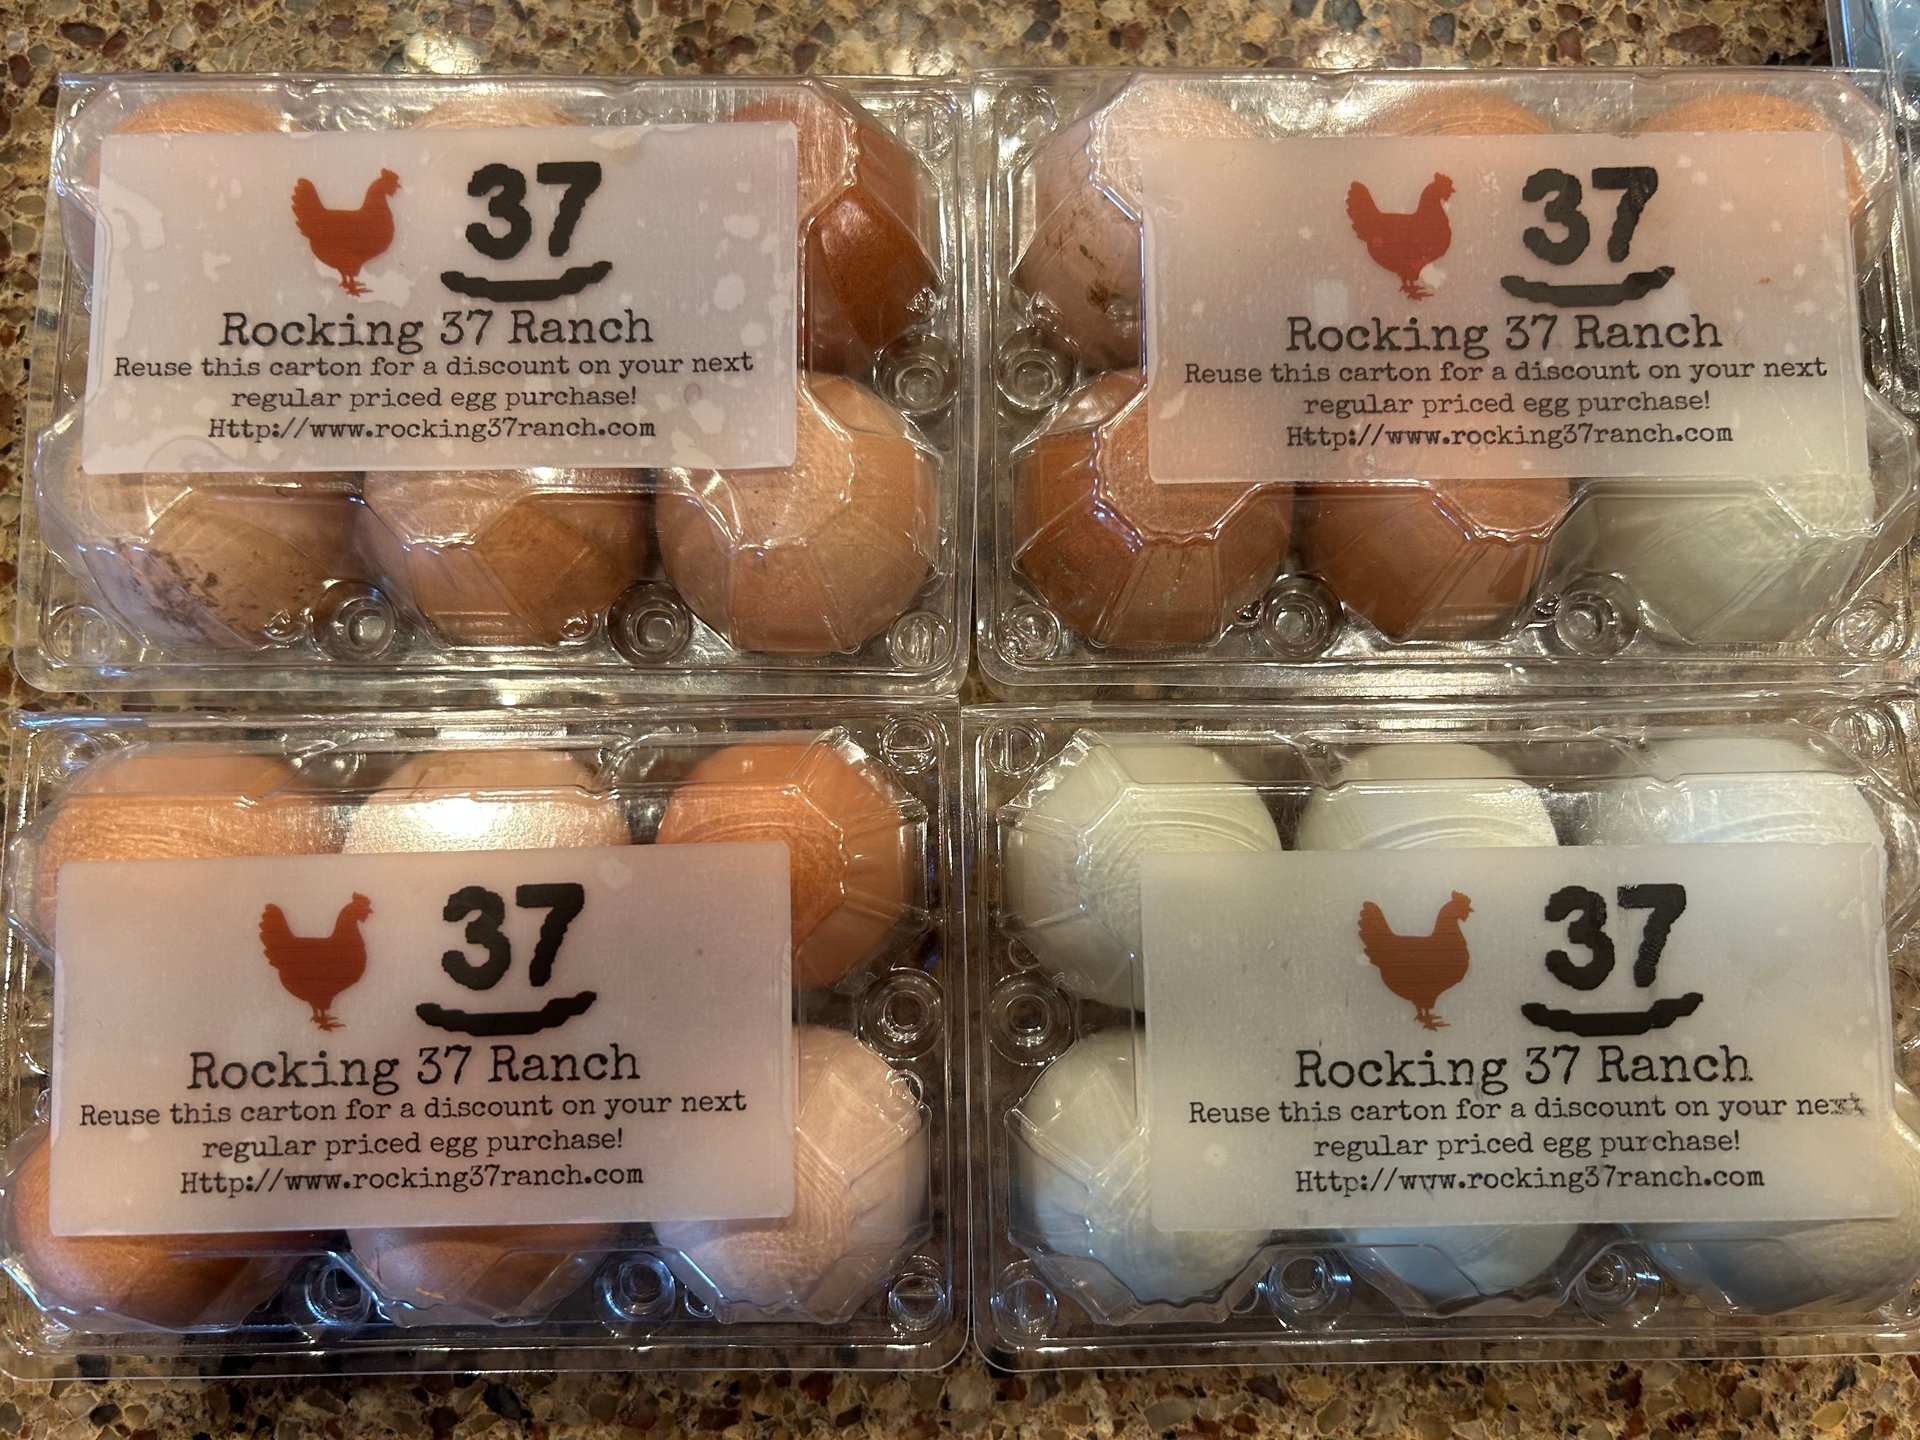 37
Rocking 37 Ranch
Reuse this carton for a discount on your next
regular priced egg purchase!
Http://www.rocking37ranch.com
37
Rocking 37 Ranch
Reuse this carton for a discount on your next
regular priced egg purchase!
Http://www.rocking37ranch.com
37
Rocking 37 Ranch
Reuse this carton for a discount on your next
regular priced egg purchase!
Http://www.rocking37ranch.com
37
Rocking 37 Ranch
Reuse this carton for a discount on your next
regular priced egg purchase!
Http://www.rocking37ranch.com